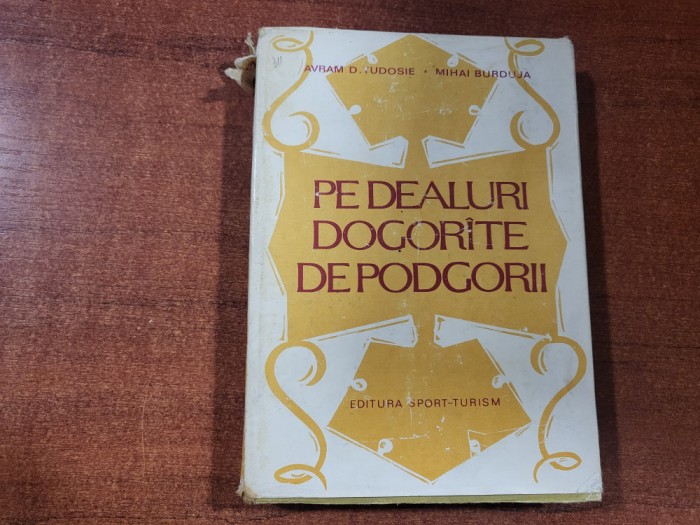 AVRAM D. TUDOSIE • MIHAI BURDUJA
PE DEALURI
DOGORÎTE
DE PODGORII
EDITURA SPORT-TURISM